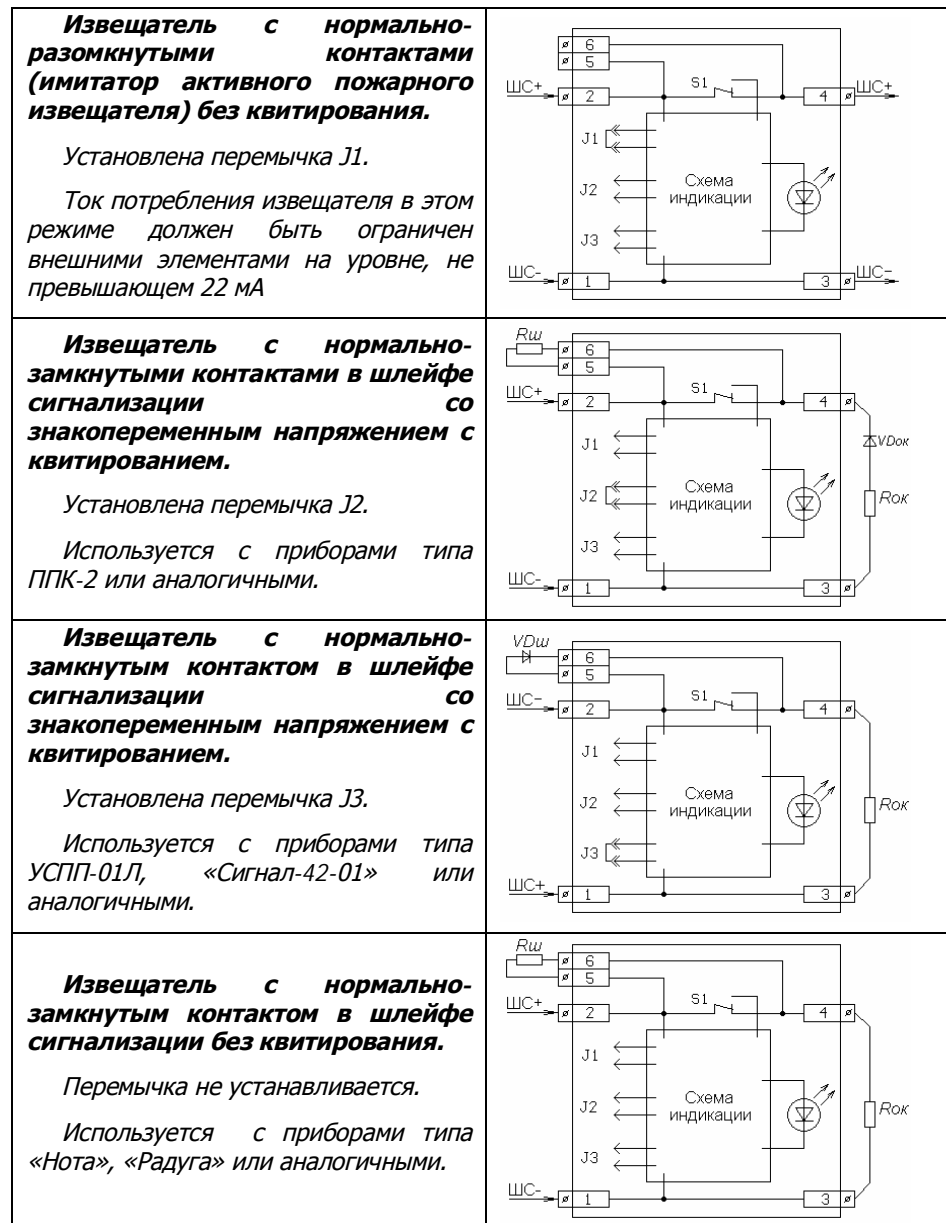 Извещатель с нормально-
разомкнутыми контактами
(имитатор активного пожарного
извещателя) без квитирования.
Установлена перемычка J1.
Ток потребления извещателя в этом
режиме должен быть ограничен
внешними элементами на уровне, не
превышающем 22 мА
6
5
ШС+ 2 S1 4 ШС+
J1
J2
J3
Схема
индикации
ШС- 1 3 ШС-
Извещатель с нормально-
замкнутыми контактами в шлейфе
сигнализации со
знакопеременным напряжением с
квитированием.
Установлена перемычка J2.
Используется с приборами типа
ППК-2 или аналогичными.
Rш
6
5
ШС+ 2 S1 4
VDок
J1
J2
J3
Схема
индикации
Rок
ШС- 1 3
Извещатель с нормально-
замкнутым контактом в шлейфе
сигнализации со
знакопеременным напряжением с
квитированием.
Установлена перемычка J3.
Используется с приборами типа
УСПП-01Л, «Сигнал-42-01» или
аналогичными.
VDш
6
5
ШС- 2 S1 4
J1
J2
J3
Схема
индикации
Rок
ШС+ 1 3
Извещатель с нормально-
замкнутым контактом в шлейфе
сигнализации без квитирования.
Перемычка не устанавливается.
Используется с приборами типа
«Нота», «Радуга» или аналогичными.
Rш
6
5
ШС+ 2 S1 4
J1
J2
J3
Схема
индикации
Rок
ШС- 1 3